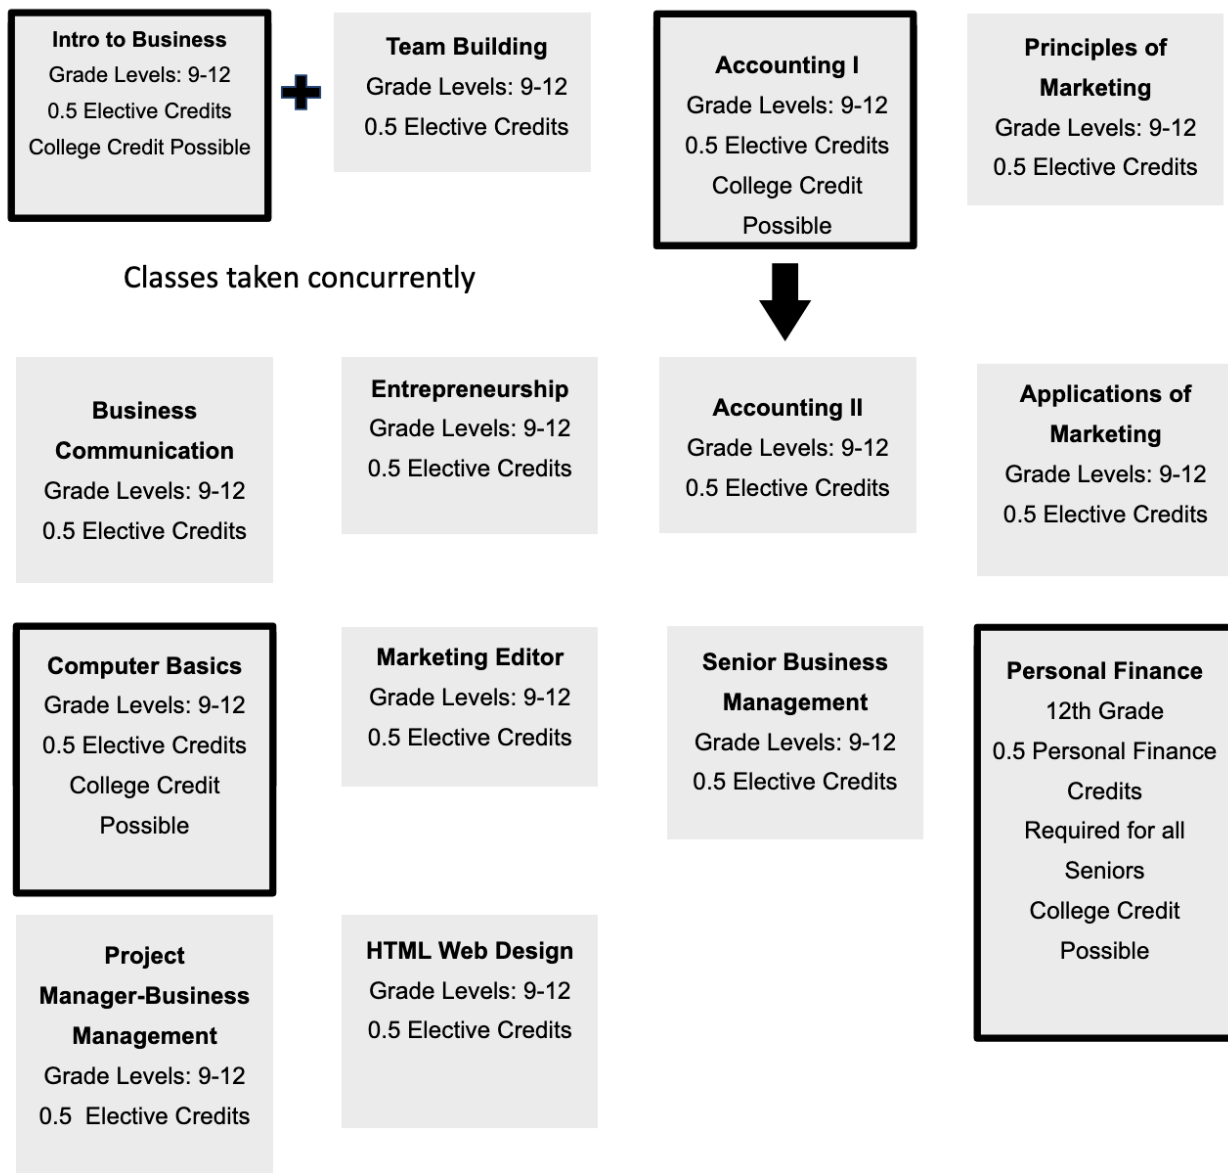 Intro to Business
Grade Levels: 9-12
0.5 Elective Credits
College Credit Possible
Team Building
Grade Levels: 9-12
0.5 Elective Credits
Accounting I
Grade Levels: 9-12
0.5 Elective Credits
College Credit
Possible
Principles of
Marketing
Grade Levels: 9-12
0.5 Elective Credits
Classes taken concurrently
Business
Communication
Grade Levels: 9-12
0.5 Elective Credits
Entrepreneurship
Grade Levels: 9-12
0.5 Elective Credits
Accounting II
Grade Levels: 9-12
0.5 Elective Credits
Applications of
Marketing
Grade Levels: 9-12
0.5 Elective Credits
Computer Basics
Grade Levels: 9-12
0.5 Elective Credits
College Credit
Possible
Marketing Editor
Grade Levels: 9-12
0.5 Elective Credits
Senior Business
Management
Grade Levels: 9-12
0.5 Elective Credits
Personal Finance
12th Grade
0.5 Personal Finance
Credits
Required for all
Seniors
College Credit
Possible
Project
Manager-Business
Management
Grade Levels: 9-12
0.5  Elective Credits
HTML Web Design
Grade Levels: 9-12
0.5 Elective Credits